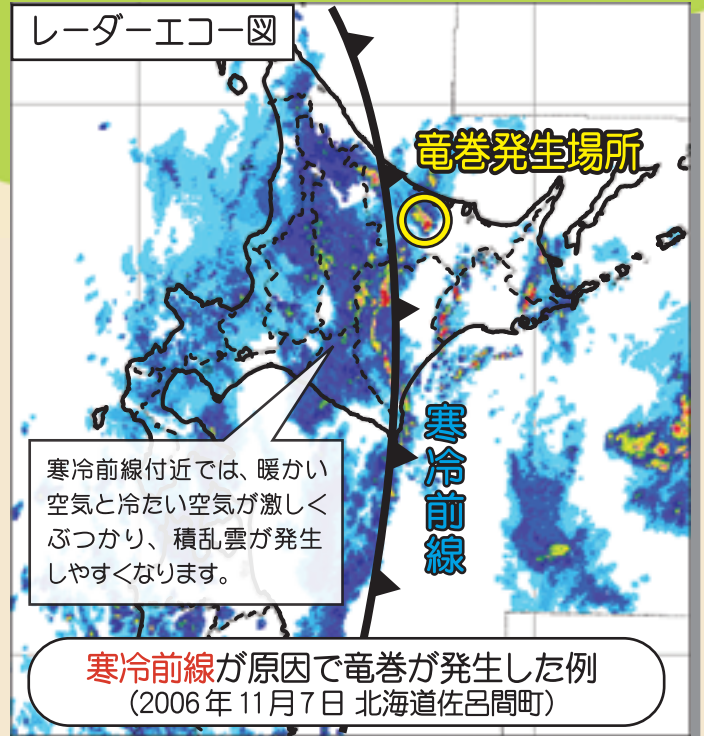 レーダーエコー図
竜巻発生場所
寒冷前線
寒冷前線付近では、暖かい
空気と冷たい空気が激しく
ぶつかり、積乱雲が発生
しやすくなります。
寒冷前線が原因で竜巻が発生した例
（2006年11月7日 北海道佐呂間町）